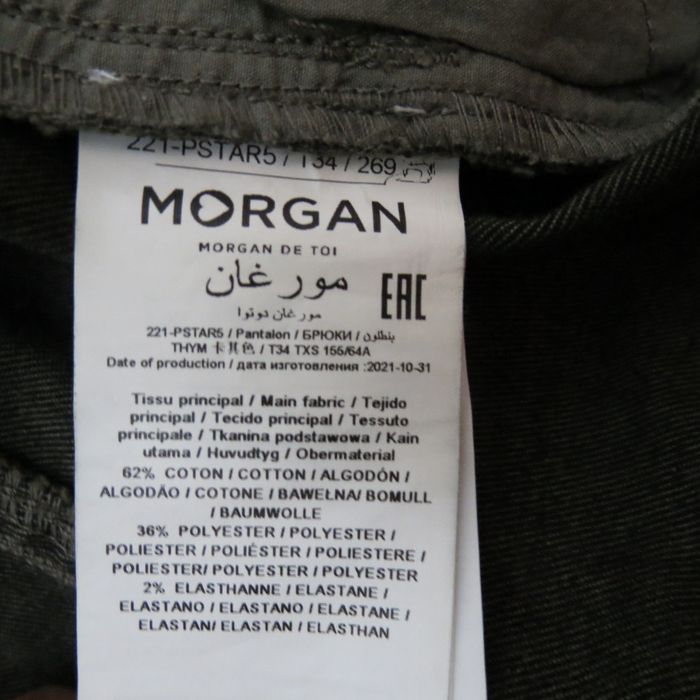 221-PSTAR5 / T34 / 269
MORGAN
MORGAN DE TOI
مورغان
مورغان دوتوا
EAC
221-PSTAR5 / Pantalon / БРЮКИ / بنطلون
THYM 卡其色 / T34 TXS 155/64A
Date of production / дата изготовления :2021-10-31
Tissu principal / Main fabric / Tejido
principal / Tecido principal / Tessuto
principale / Tkanina podstawowa / Kain
utama / Huvudtyg / Obermaterial
62% COTON / COTTON / ALGODÓN /
ALGODÃO / COTONE / BAWEŁNA/ BOMULL
/ BAUMWOLLE
36% POLYESTER / POLYESTER /
POLIESTER / POLIÉSTER / POLIESTERE /
POLIESTER/ POLYESTER / POLYESTER
2% ELASTHANNE / ELASTANE /
ELASTANO / ELASTANO / ELASTANE /
ELASTAN/ ELASTAN / ELASTHAN